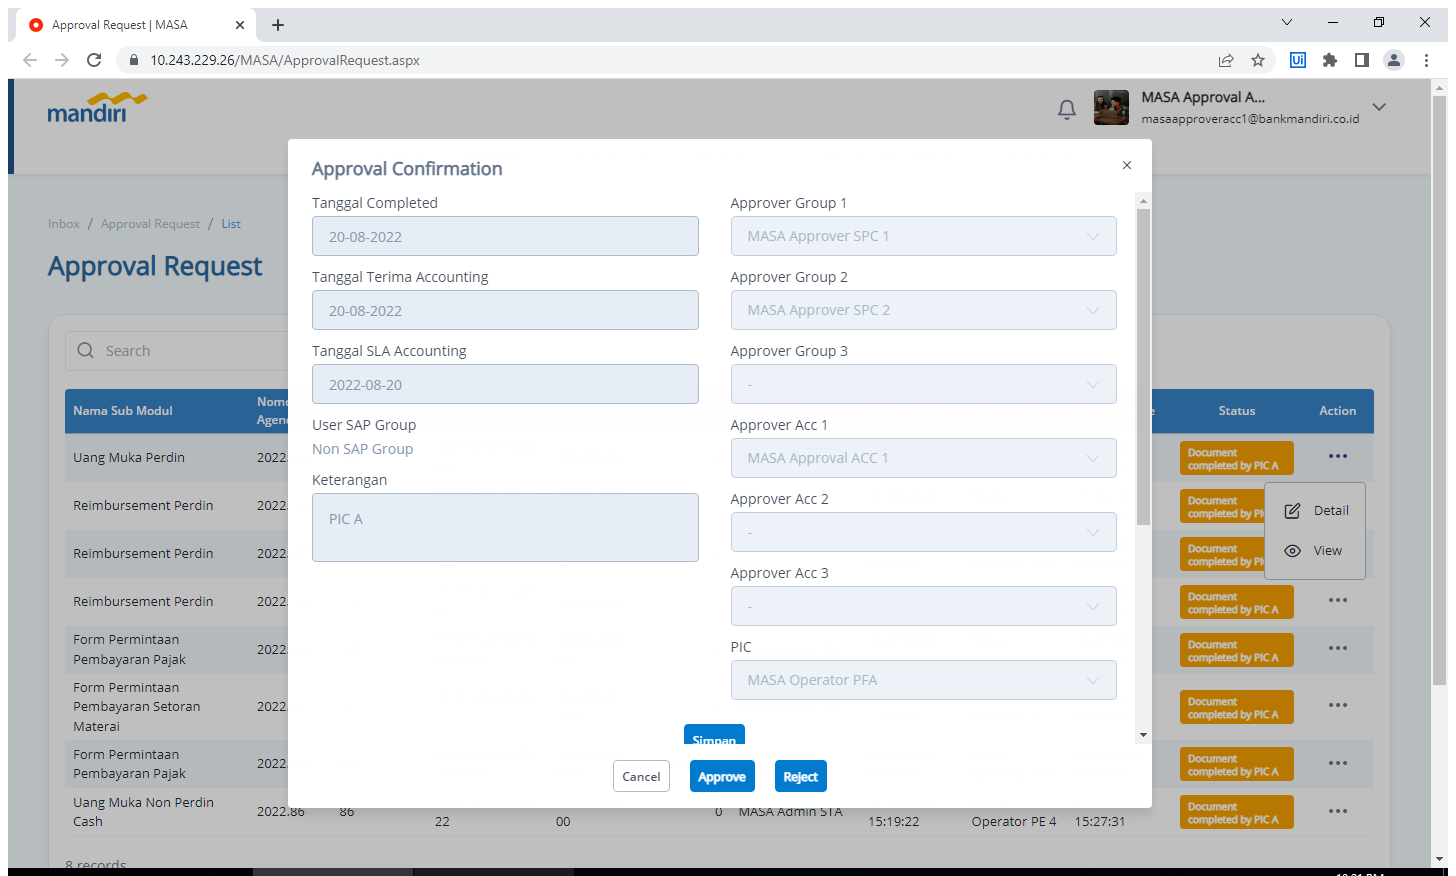 Approval Request | MASA
10.243.229.26/MASA/ApprovalRequest.aspx
Ui
mandiri
MASA Approval A...
masaapproveracc1@bankmandiri.co.id
Inbox / Approval Request / List
Approval Request
Search
Approval Confirmation
Tanggal Completed
20-08-2022
Tanggal Terima Accounting
20-08-2022
Tanggal SLA Accounting
2022-08-20
User SAP Group
Non SAP Group
Keterangan
PIC A
Approver Group 1
MASA Approver SPC 1
Approver Group 2
MASA Approver SPC 2
Approver Group 3
-
Approver Acc 1
MASA Approval ACC 1
Approver Acc 2
-
Approver Acc 3
-
PIC
MASA Operator PFA
Simpan
Cancel Approve Reject
Nama Sub Modul Status Action
Uang Muka Perdin 2022. Document
completed by PIC A
Reimbursement Perdin 2022. Document
completed by
Detail
Reimbursement Perdin 2022. Document
completed by
View
Reimbursement Perdin 2022. Document
completed by PIC A
Form Permintaan
Pembayaran Pajak 2022. Document
completed by PIC A
Form Permintaan
Pembayaran Setoran
Materai 2022. Document
completed by PIC A
Form Permintaan
Pembayaran Pajak 2022. Document
completed by PIC A
Uang Muka Non Perdin
Cash 2022.86 86 22 00 0 MASA Admin STA 15:19:22 Operator PE 4 15:27:31 Document
completed by PIC A
8 records